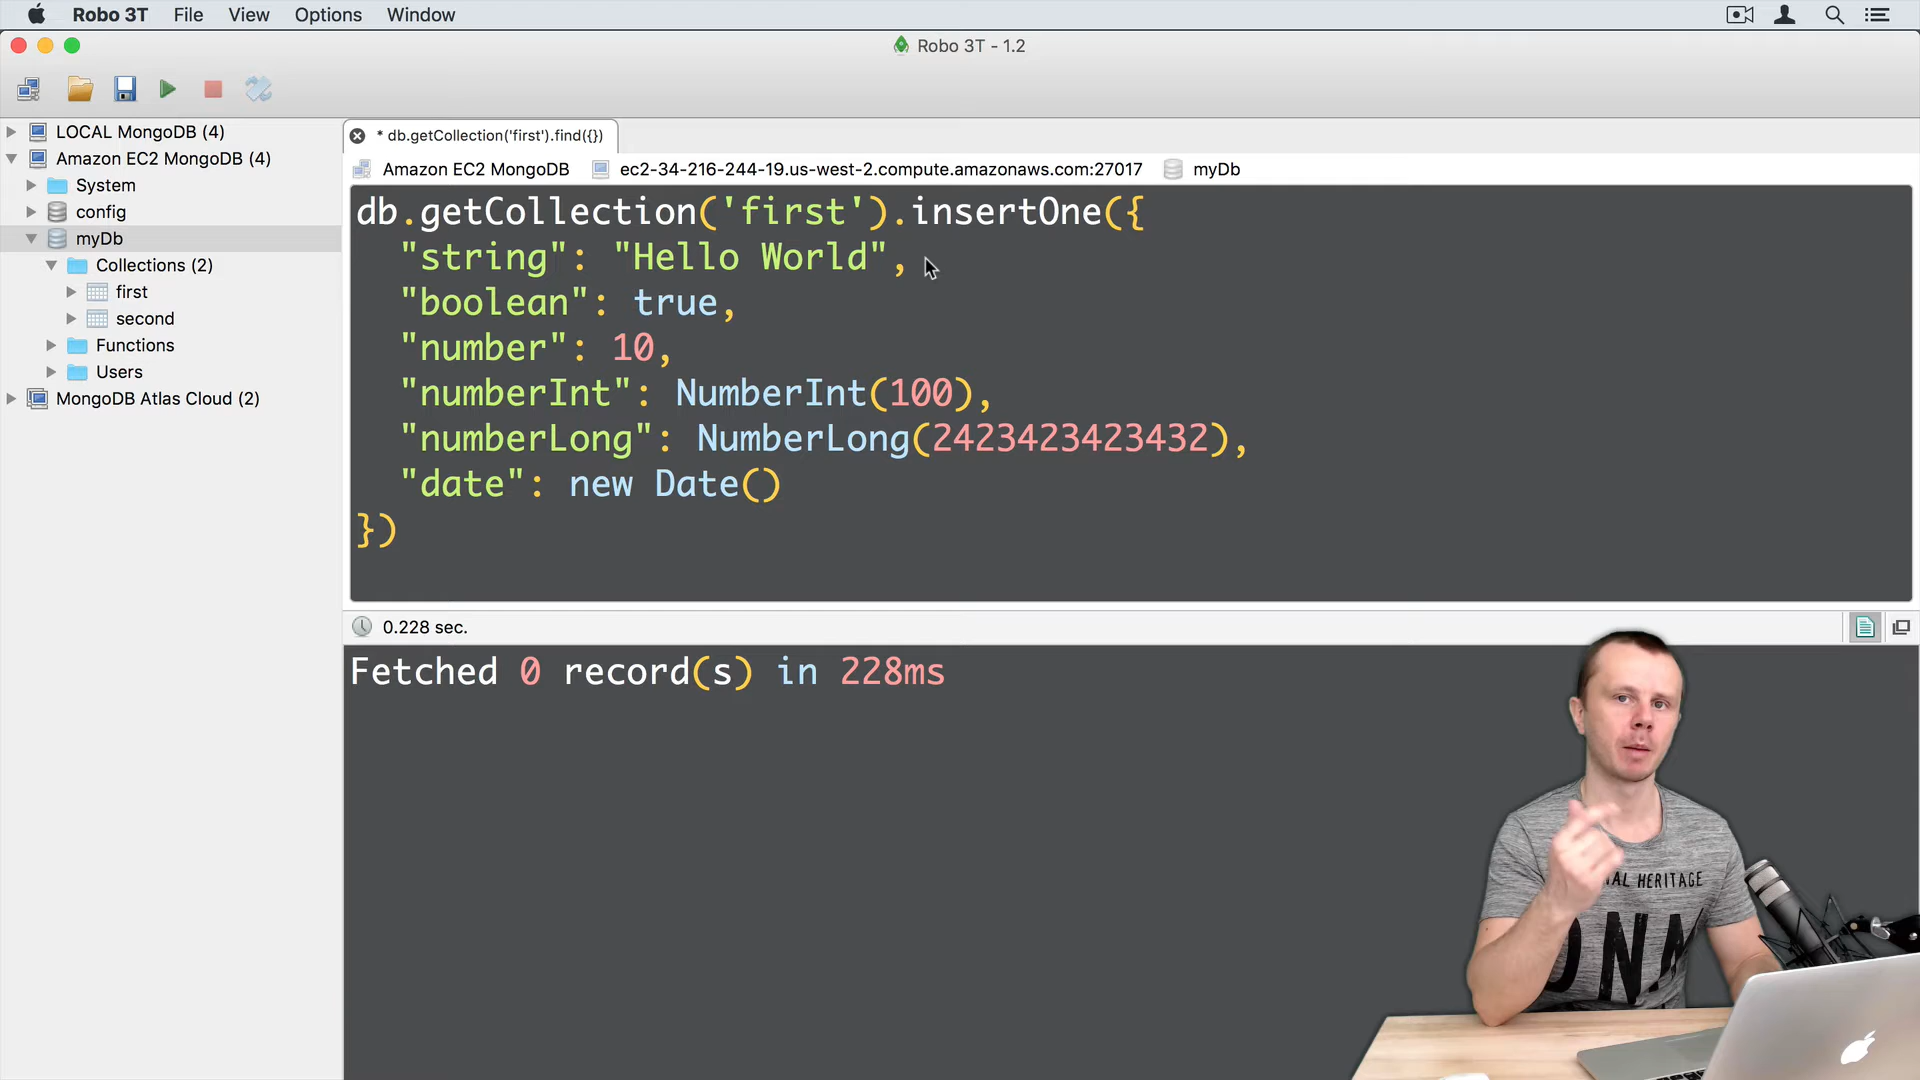 Robo 3T File View Options Window
Robo 3T - 1.2
LOCAL MongoDB (4)
Amazon EC2 MongoDB (4)
System
config
myDb
Collections (2)
first
second
Functions
Users
MongoDB Atlas Cloud (2)
* db.getCollection('first').find({})
Amazon EC2 MongoDB ec2-34-216-244-19.us-west-2.compute.amazonaws.com:27017 myDb
db.getCollection('first').insertOne({
"string": "Hello World",
"boolean": true,
"number": 10,
"numberInt": NumberInt(100),
"numberLong": NumberLong(2423423423432),
"date": new Date()
})
0.228 sec.
Fetched 0 record(s) in 228ms
HERITAGE